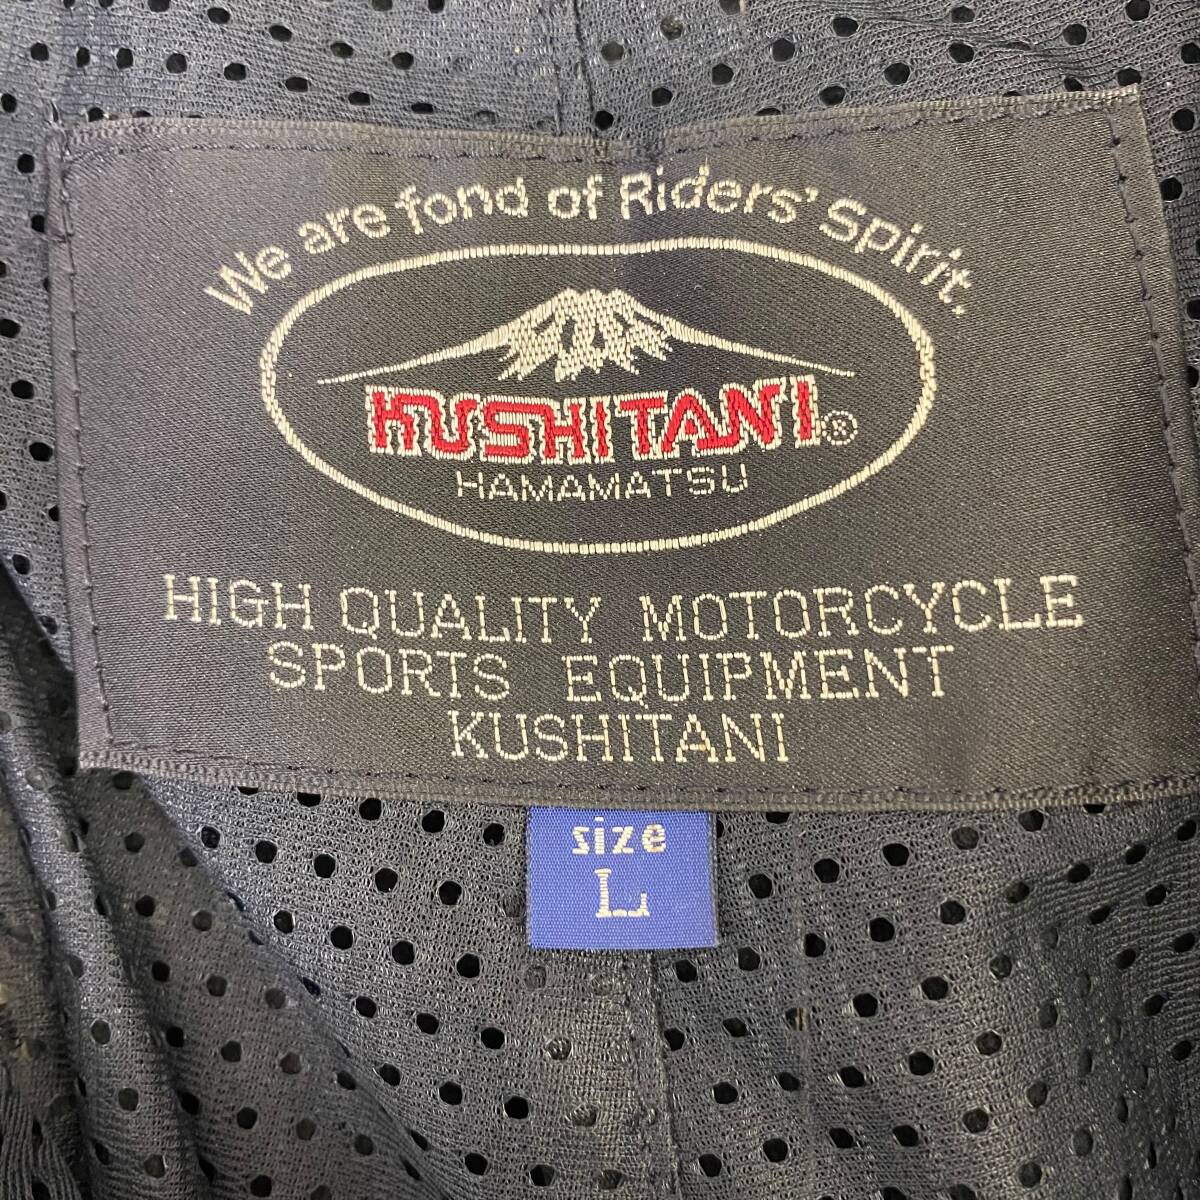 We are fond of Riders' Spirit.
KUSHITANI®
HAMAMATSU
HIGH QUALITY MOTORCYCLE
SPORTS EQUIPMENT
KUSHITANI
size
L